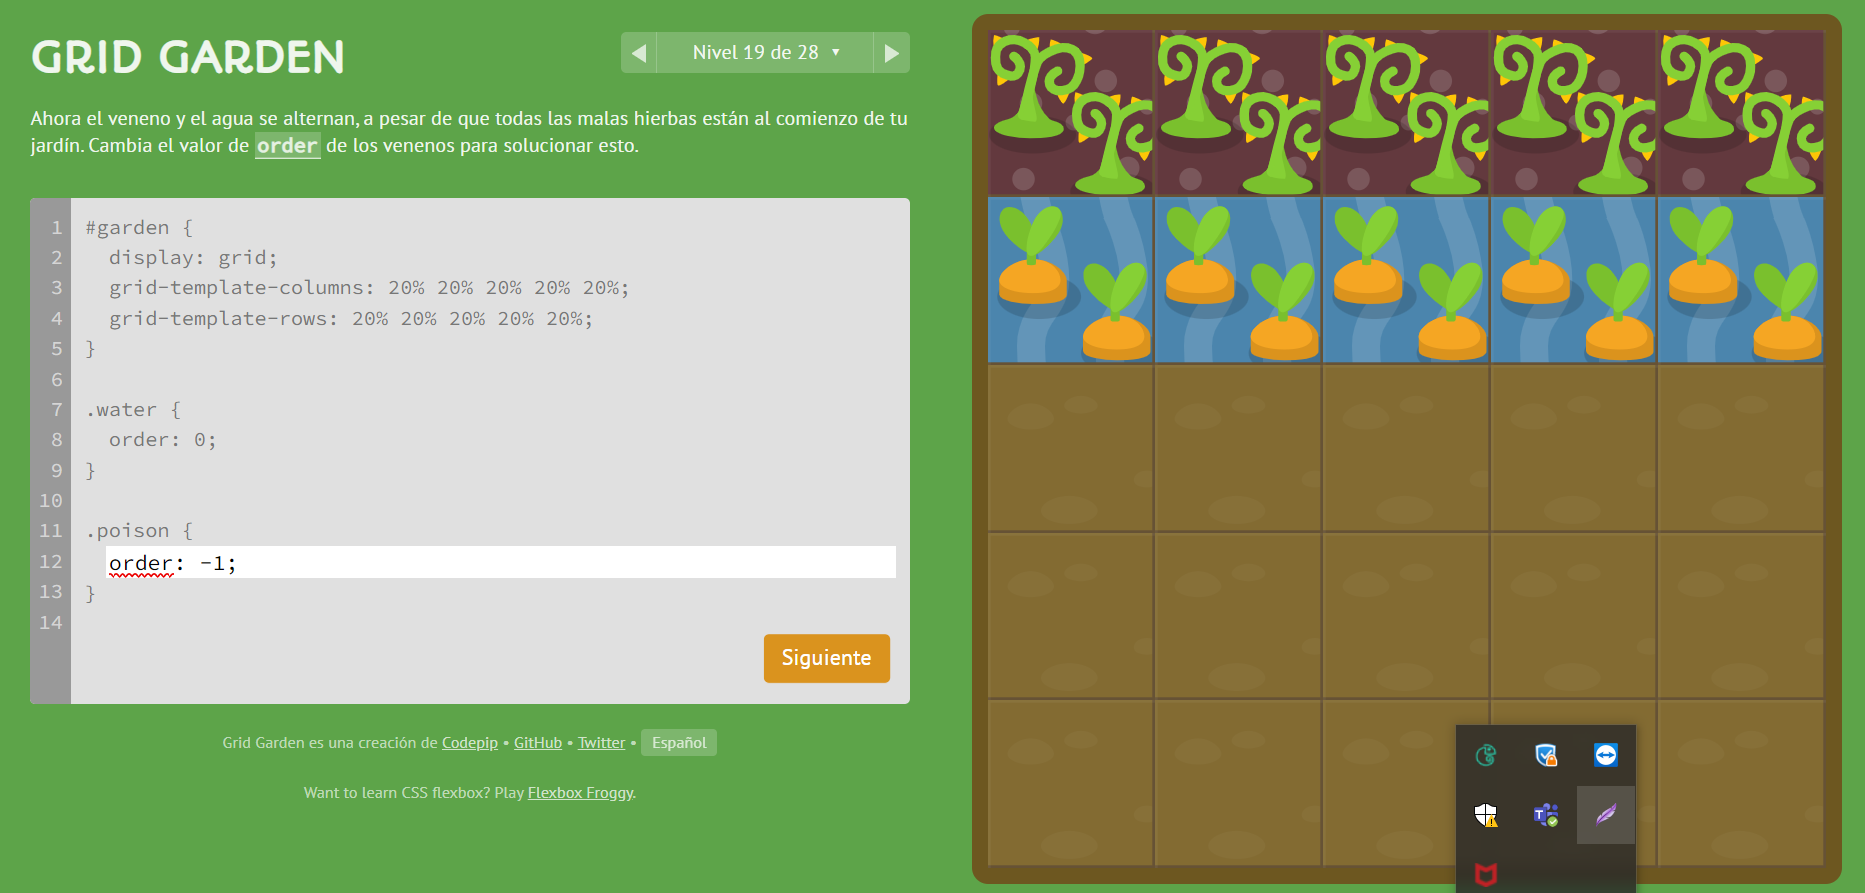 GRID GARDEN
Nivel 19 de 28 ▼
Ahora el veneno y el agua se alternan, a pesar de que todas las malas hierbas están al comienzo de tu
jardín. Cambia el valor de order de los venenos para solucionar esto.
1 #garden {
2 display: grid;
3 grid-template-columns: 20% 20% 20% 20% 20%;
4 grid-template-rows: 20% 20% 20% 20% 20%;
5 }
6
7 .water {
8 order: 0;
9 }
10
11 .poison {
12 order: -1;
13 }
14
Siguiente
Grid Garden es una creación de Codepip • GitHub • Twitter • Español
Want to learn CSS flexbox? Play Flexbox Froggy.